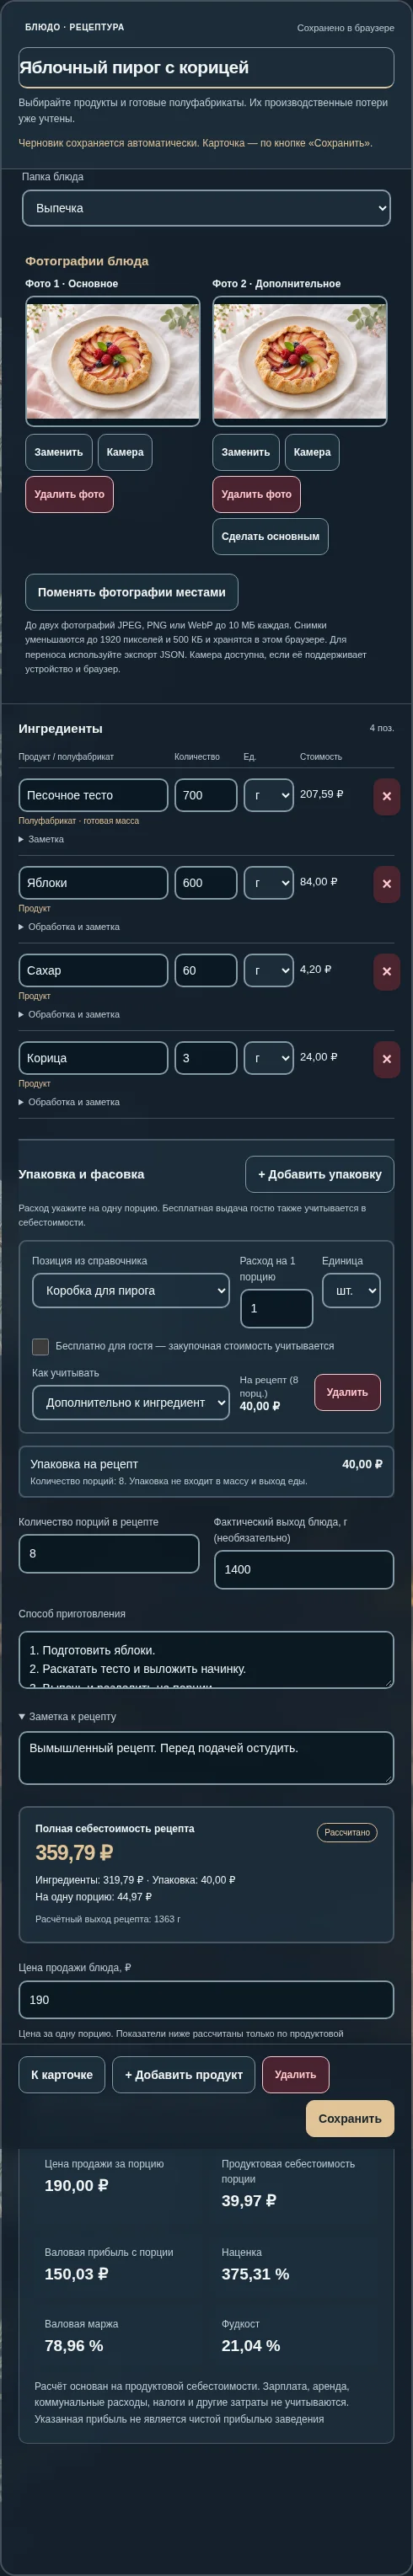 БЛЮДО · РЕЦЕПТУРА
Сохранено в браузере
Яблочный пирог с корицей
Выбирайте продукты и готовые полуфабрикаты. Их производственные потери
уже учтены.
Черновик сохраняется автоматически. Карточка — по кнопке «Сохранить».
Папка блюда
Выпечка
Фотографии блюда
Фото 1 · Основное
Фото 2 · Дополнительное
Заменить
Камера
Заменить
Камера
Удалить фото
Удалить фото
Сделать основным
Поменять фотографии местами
До двух фотографий JPEG, PNG или WebP до 10 МБ каждая. Снимки
уменьшаются до 1920 пикселей и 500 КБ и хранятся в этом браузере. Для
переноса используйте экспорт JSON. Камера доступна, если её поддерживает
устройство и браузер.
Ингредиенты
4 поз.
Продукт / полуфабрикат
Количество
Ед.
Стоимость
Песочное тесто
700
г
207,59 ₽
×
Полуфабрикат · готовая масса
▶ Заметка
Яблоки
600
г
84,00 ₽
×
Продукт
▶ Обработка и заметка
Сахар
60
г
4,20 ₽
×
Продукт
▶ Обработка и заметка
Корица
3
г
24,00 ₽
×
Продукт
▶ Обработка и заметка
Упаковка и фасовка
+ Добавить упаковку
Расход укажите на одну порцию. Бесплатная выдача гостю также учитывается в
себестоимости.
Позиция из справочника
Расход на 1
порцию
Единица
Коробка для пирога
1
шт.
Бесплатно для гостя — закупочная стоимость учитывается
Как учитывать
Дополнительно к ингредиент
На рецепт (8
порц.)
40,00 ₽
Удалить
Упаковка на рецепт
40,00 ₽
Количество порций: 8. Упаковка не входит в массу и выход еды.
Количество порций в рецепте
Фактический выход блюда, г
(необязательно)
8
1400
Способ приготовления
1. Подготовить яблоки.
2. Раскатать тесто и выложить начинку.
3. Выпечь и разделить на порции.
▼ Заметка к рецепту
Вымышленный рецепт. Перед подачей остудить.
Полная себестоимость рецепта
Рассчитано
359,79 ₽
Ингредиенты: 319,79 ₽ · Упаковка: 40,00 ₽
На одну порцию: 44,97 ₽
Расчётный выход рецепта: 1363 г
Цена продажи блюда, ₽
190
Цена за одну порцию. Показатели ниже рассчитаны только по продуктовой
К карточке
+ Добавить продукт
Удалить
Сохранить
Цена продажи за порцию
190,00 ₽
Продуктовая себестоимость
порции
39,97 ₽
Валовая прибыль с порции
150,03 ₽
Наценка
375,31 %
Валовая маржа
78,96 %
Фудкост
21,04 %
Расчёт основан на продуктовой себестоимости. Зарплата, аренда,
коммунальные расходы, налоги и другие затраты не учитываются.
Указанная прибыль не является чистой прибылью заведения